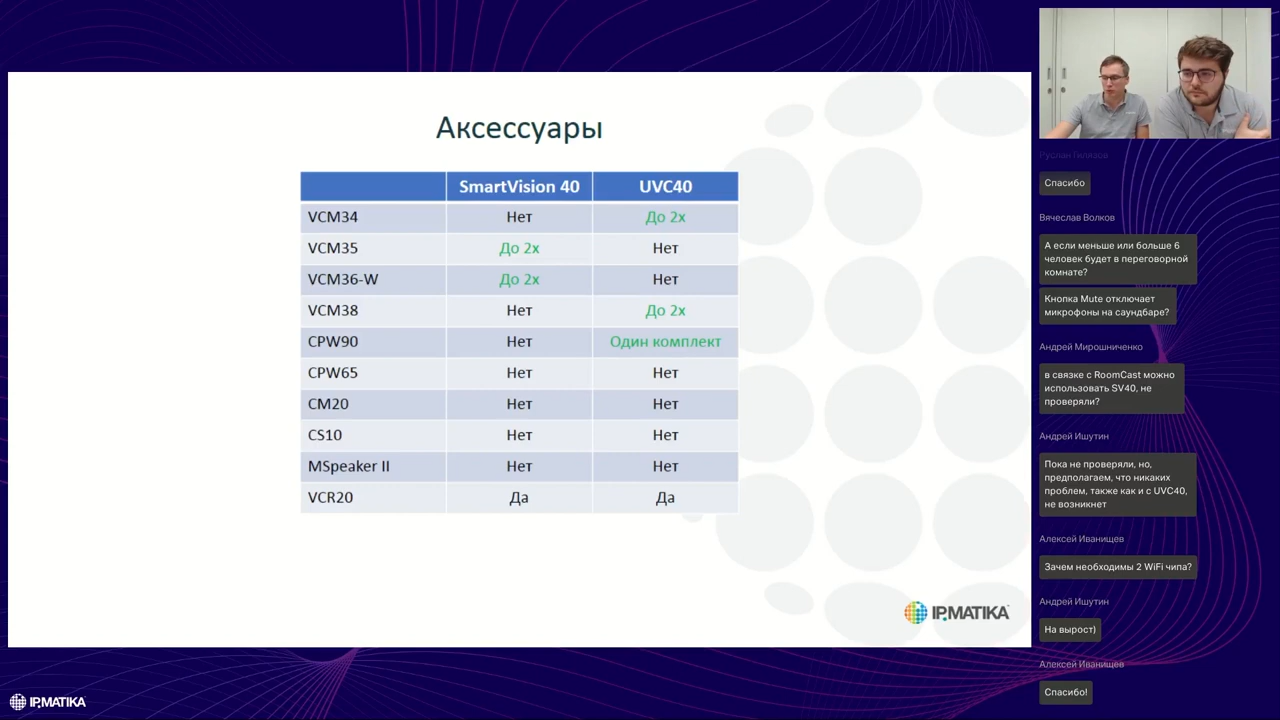 Аксессуары
SmartVision 40 UVC40
VCM34 Нет До 2х
VCM35 До 2х Нет
VCM36-W До 2х Нет
VCM38 Нет До 2х
CPW90 Нет Один комплект
CPW65 Нет Нет
CM20 Нет Нет
CS10 Нет Нет
MSpeaker II Нет Нет
VCR20 Да Да
IPMATIKA
IPMATIKA
Руслан Гилязов
Спасибо
Вячеслав Волков
А если меньше или больше 6
человек будет в переговорной
комнате?
Кнопка Mute отключает
микрофоны на саундбаре?
Андрей Мирошниченко
в связке с RoomCast можно
использовать SV40, не
проверяли?
Андрей Ишутин
Пока не проверяли, но,
предполагаем, что никаких
проблем, также как и с UVC40,
не возникнет
Алексей Иванищев
Зачем необходимы 2 WiFi чипа?
Андрей Ишутин
На вырост)
Алексей Иванищев
Спасибо!